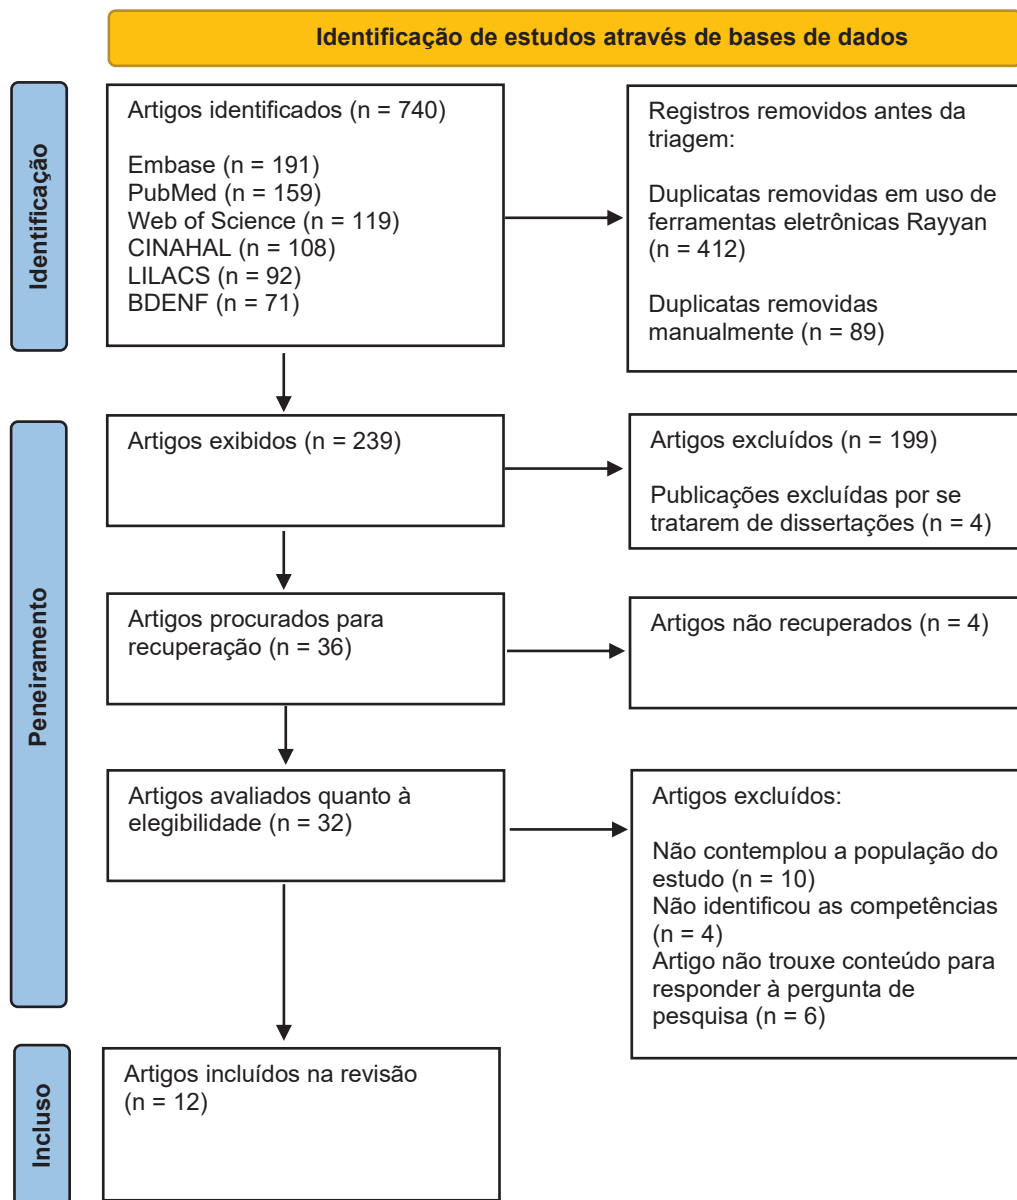 Identificação de estudos através de bases de dados
Identificação
Artigos identificados (n = 740)
Embase (n = 191)
PubMed (n = 159)
Web of Science (n = 119)
CINAHAL (n = 108)
LILACS (n = 92)
BDENF (n = 71)
Registros removidos antes da
triagem:
Duplicatas removidas em uso de
ferramentas eletrônicas Rayyan
(n = 412)
Duplicatas removidas
manualmente (n = 89)
Peneiramento
Artigos exibidos (n = 239)
Artigos excluídos (n = 199)
Publicações excluídas por se
tratarem de dissertações (n = 4)
Artigos procurados para
recuperação (n = 36)
Artigos não recuperados (n = 4)
Artigos avaliados quanto à
elegibilidade (n = 32)
Artigos excluídos:
Não contemplou a população do
estudo (n = 10)
Não identificou as competências
(n = 4)
Artigo não trouxe conteúdo para
responder à pergunta de
pesquisa (n = 6)
Incluso
Artigos incluídos na revisão
(n = 12)